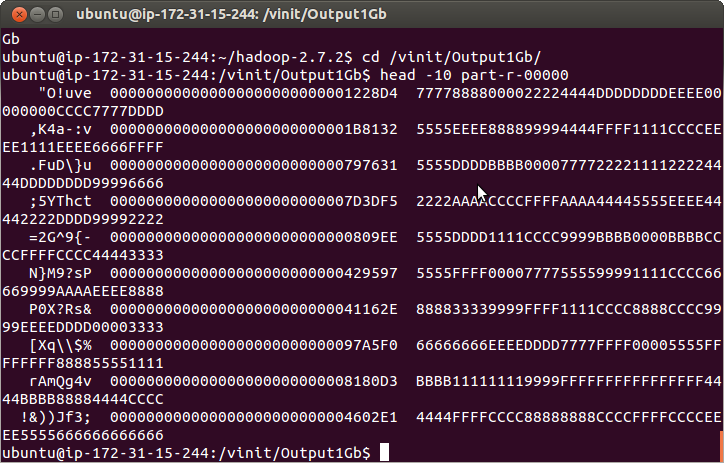 ubuntu@ip-172-31-15-244: /vinit/Output1Gb
Gb
ubuntu@ip-172-31-15-244:~/hadoop-2.7.2$ cd /vinit/Output1Gb/
ubuntu@ip-172-31-15-244:/vinit/Output1Gb$ head -10 part-r-00000
    "O!uve  000000000000000000000000001228D4  77778888000022224444DDDDDDDDEEEE00
000000CCCC7777DDDD
   ,K4a-:v  000000000000000000000000001B8132  5555EEEE888899994444FFFF1111CCCCEE
EE1111EEEE6666FFFF
   .FuD\}u  00000000000000000000000000797631  5555DDDDBBBB0000777722221111222244
44DDDDDDDD99996666
   ;5YThct  000000000000000000000000007D3DF5  2222AAAACCCCFFFFAAAA44445555EEEE44
442222DDDD99992222
   =2G^9{-  00000000000000000000000000809EE  5555DDDD1111CCCC9999BBBB0000BBBBCC
CCFFFFCCCC44443333
   N}M9?sP  00000000000000000000000000429597  5555FFFF00007777555599991111CCCC66
669999AAAAEEEE8888
   P0X?Rs&  0000000000000000000000000041162E  888833339999FFFF1111CCCC8888CCCC99
99EEEEDDDD00003333
   [Xq\\$%  0000000000000000000000000097A5F0  66666666EEEEDDDD7777FFFF00005555FF
FFFFFF888855551111
   rAmQg4v  000000000000000000000000008180D3  BBBB111111119999FFFFFFFFFFFFFFFF44
44BBBB88884444CCCC
  !&))Jf3;  000000000000000000000000004602E1  4444FFFFCCCC88888888CCCCFFFFCCCCEE
EE5555666666666666
ubuntu@ip-172-31-15-244:/vinit/Output1Gb$